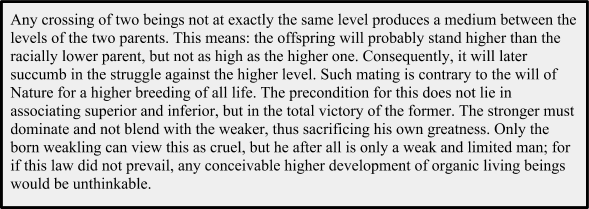 Any crossing of two beings not at exactly the same level produces a medium between the
levels of the two parents. This means: the offspring will probably stand higher than the
racially lower parent, but not as high as the higher one. Consequently, it will later
succumb in the struggle against the higher level. Such mating is contrary to the will of
Nature for a higher breeding of all life. The precondition for this does not lie in
associating superior and inferior, but in the total victory of the former. The stronger must
dominate and not blend with the weaker, thus sacrificing his own greatness. Only the
born weakling can view this as cruel, but he after all is only a weak and limited man; for
if this law did not prevail, any conceivable higher development of organic living beings
would be unthinkable.